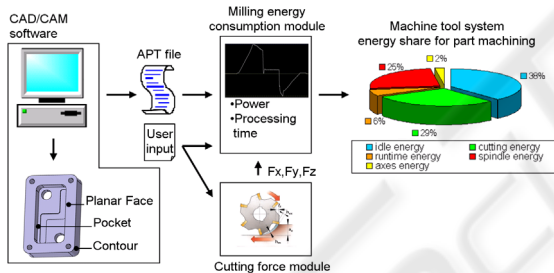 CAD/CAM
software
APT file
User
input
Milling energy
consumption module
•Power
•Processing
time
Fx,Fy,Fz
Cutting force module
Planar Face
Pocket
Contour
Machine tool system
energy share for part machining
2%
25%
38%
6%
29%
idle energy
cutting energy
runtime energy
spindle energy
axes energy